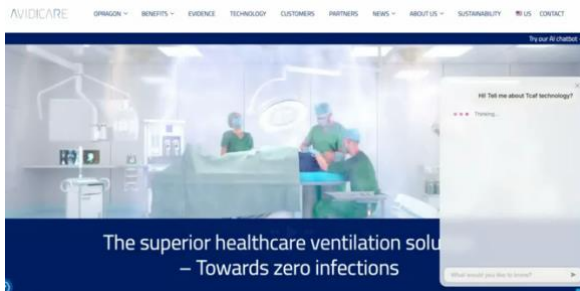 AVIDICARE
OPRAGON BENEFITS EVIDENCE TECHNOLOGY CUSTOMERS PARTNERS NEWS ABOUT US SUSTAINABILITY US CONTACT
Try our AI chatbot
Hi! Tell me about Tcaf technology?
Thinking...
The superior healthcare ventilation solu
– Towards zero infections
What would you like to know?